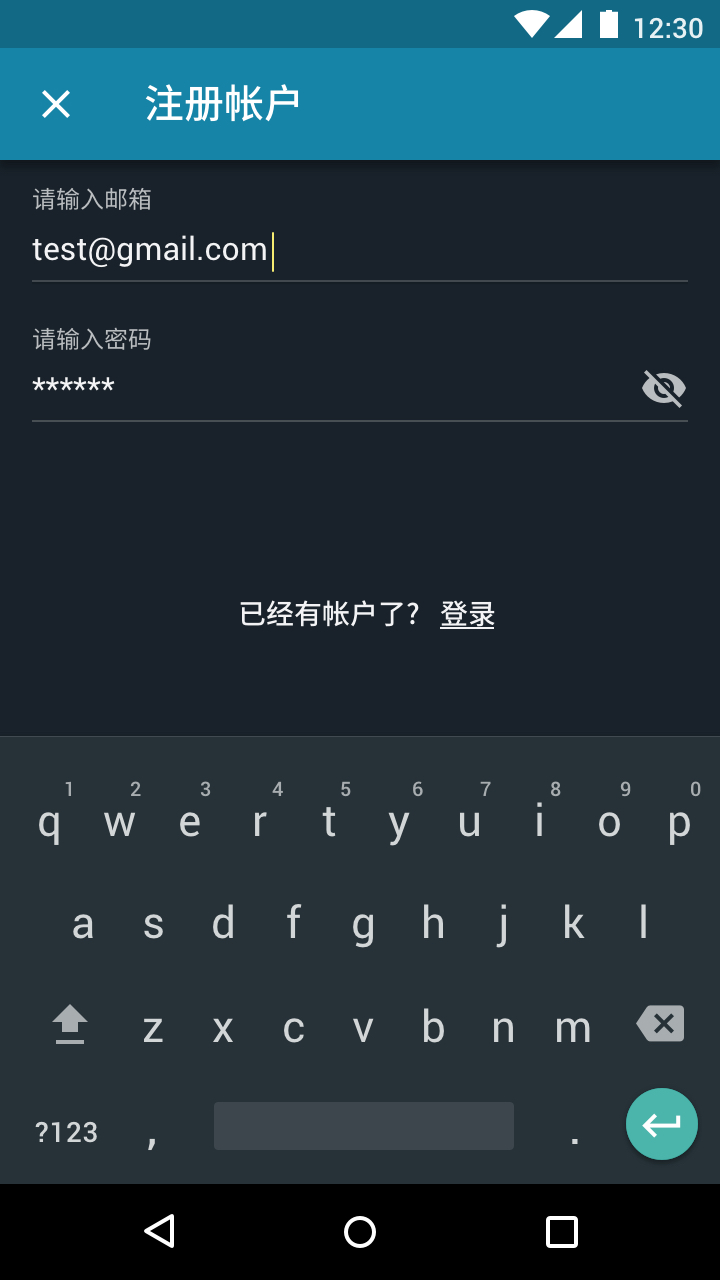 12:30
注册帐户
请输入邮箱
test@gmail.com
请输入密码
******
已经有帐户了? 登录
1 2 3 4 5 6 7 8 9 0
q w e r t y u i o p
a s d f g h j k l
z x c v b n m
?123 , .